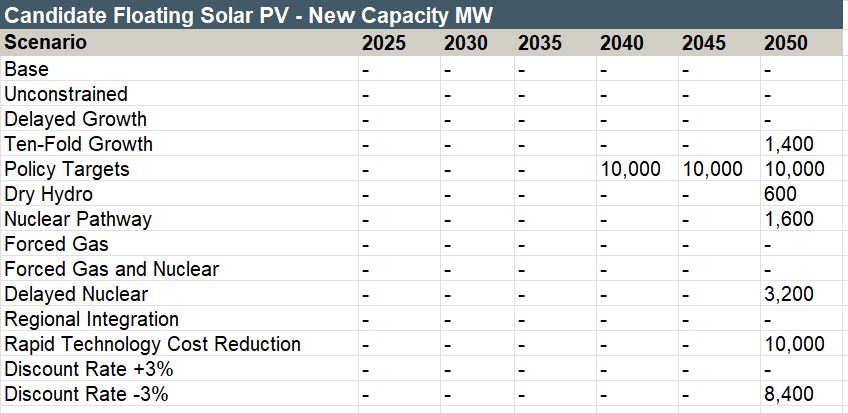 Candidate Floating Solar PV - New Capacity MW
Scenario 2025 2030 2035 2040 2045 2050
Base - - - - - -
Unconstrained - - - - - -
Delayed Growth - - - - - -
Ten-Fold Growth - - - - - 1,400
Policy Targets - - - 10,000 10,000 10,000
Dry Hydro - - - - - 600
Nuclear Pathway - - - - - 1,600
Forced Gas - - - - - -
Forced Gas and Nuclear - - - - - -
Delayed Nuclear - - - - - 3,200
Regional Integration - - - - - -
Rapid Technology Cost Reduction - - - - - 10,000
Discount Rate +3% - - - - - -
Discount Rate -3% - - - - - 8,400